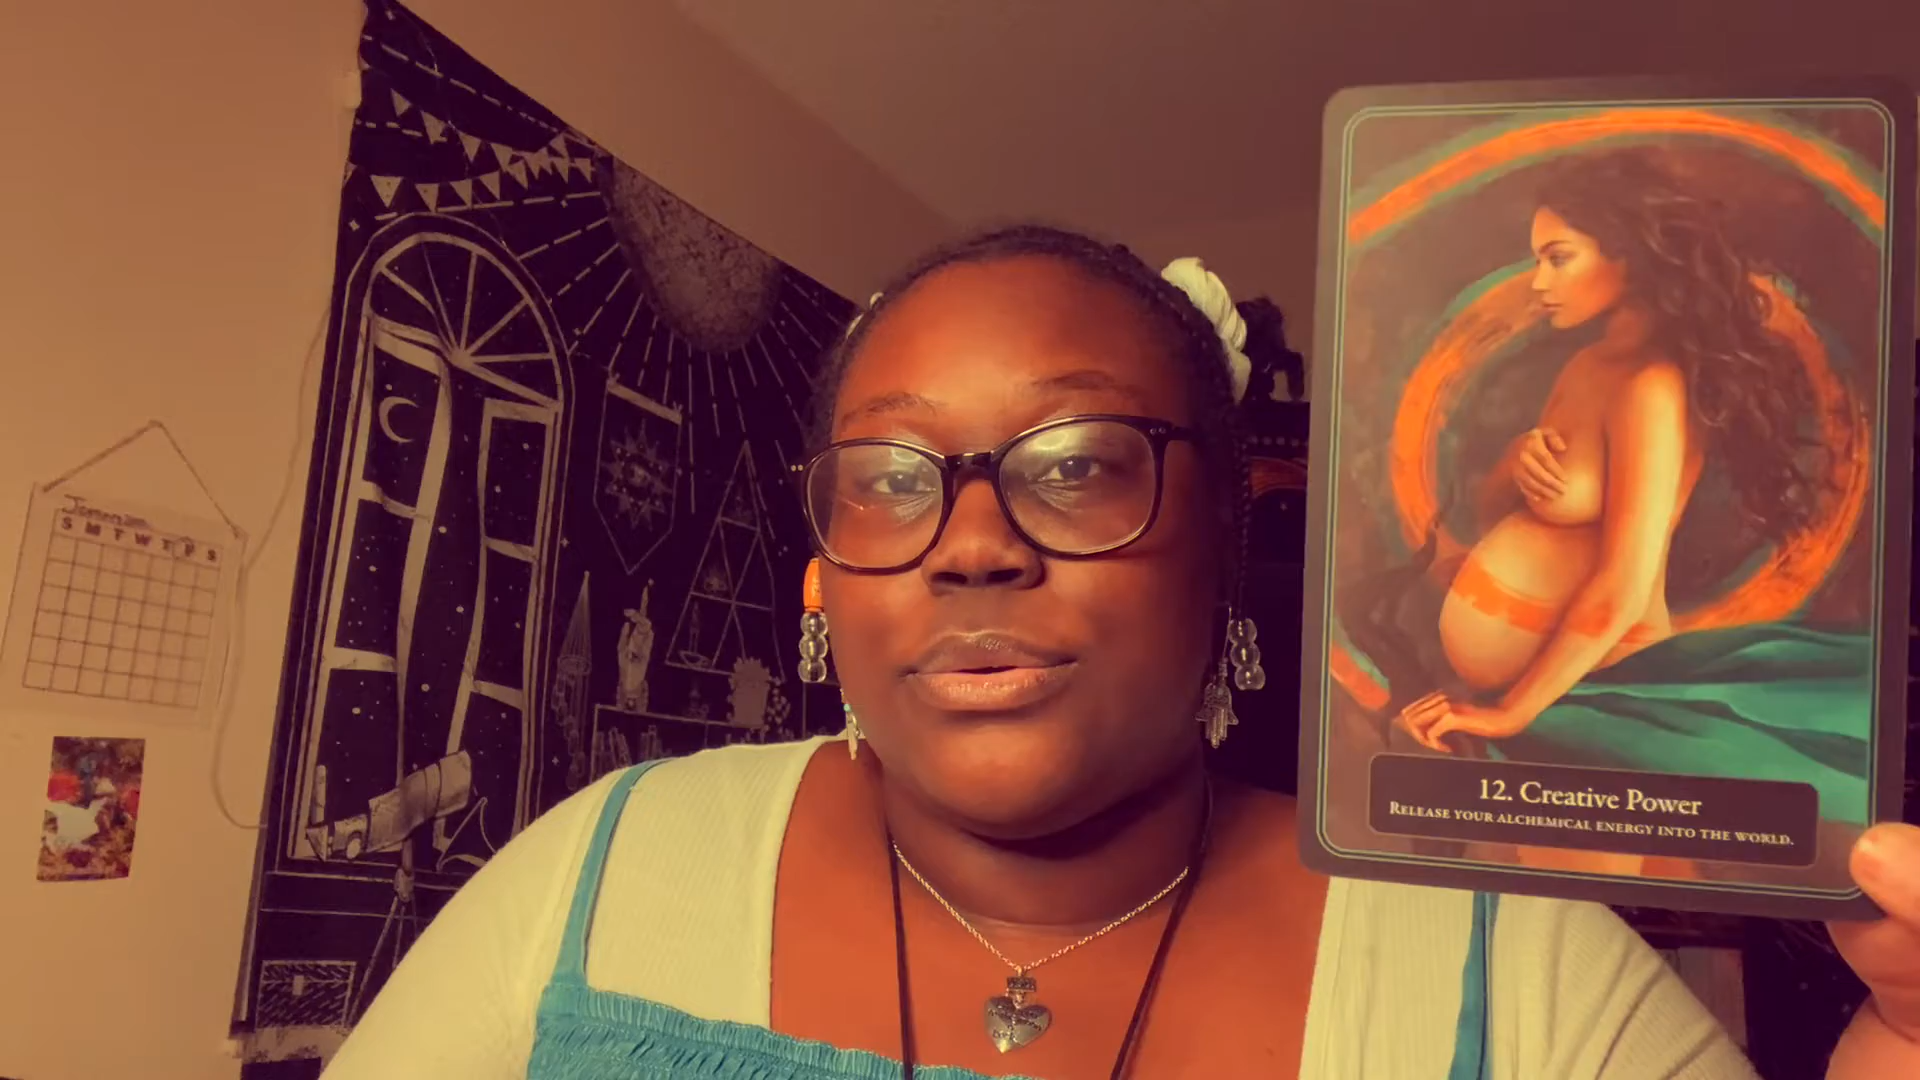 S M T W T F S
12. Creative Power
RELEASE YOUR ALCHEMICAL ENERGY INTO THE WORLD.